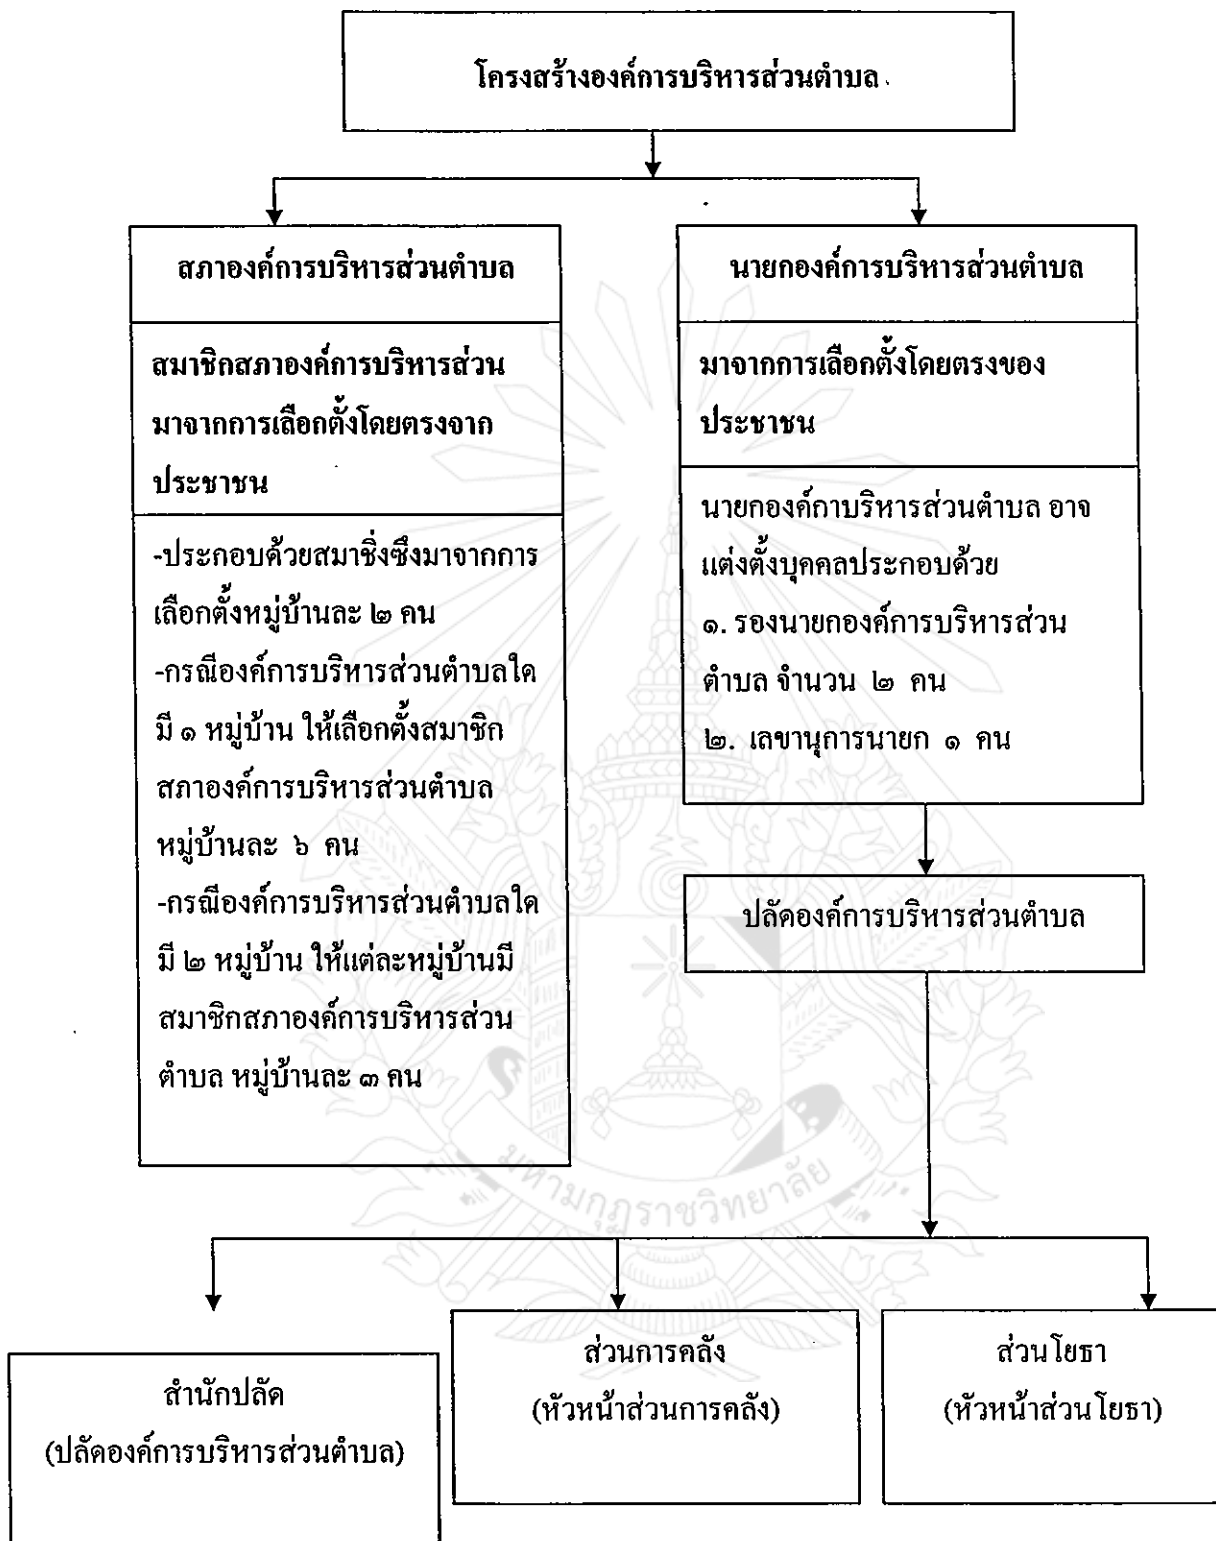 โครงสร้างองค์การบริหารส่วนตำบล
สภาองค์การบริหารส่วนตำบล
สมาชิกสภาองค์การบริหารส่วน
มาจากการเลือกตั้งโดยตรงจาก
ประชาชน
-ประกอบด้วยสมาชิ่งซึงมาจากการ
เลือกตั้งหมู่บ้านละ ๒ คน
-กรณีองค์การบริหารส่วนตำบลใด
มี ๑ หมู่บ้าน ให้เลือกตั้งสมาชิก
สภาองค์การบริหารส่วนตำบล
หมู่บ้านละ ๖ คน
-กรณีองค์การบริหารส่วนตำบลใด
มี ๒ หมู่บ้าน ให้แต่ละหมู่บ้านมี
สมาชิกสภาองค์การบริหารส่วน
ตำบล หมู่บ้านละ ๓ คน
นายกองค์การบริหารส่วนตำบล
มาจากการเลือกตั้งโดยตรงของ
ประชาชน
นายกองค์กาบริหารส่วนตำบล อาจ
แต่งตั้งบุคคลประกอบด้วย
๑. รองนายกองค์การบริหารส่วน
ตำบล จำนวน ๒ คน
๒. เลขานุการนายก ๑ คน
ปลัดองค์การบริหารส่วนตำบล
มหามกุฏราชวิทยาลัย
สำนักปลัด
(ปลัดองค์การบริหารส่วนตำบล)
ส่วนการคลัง
(หัวหน้าส่วนการคลัง)
ส่วนโยธา
(หัวหน้าส่วนโยธา)